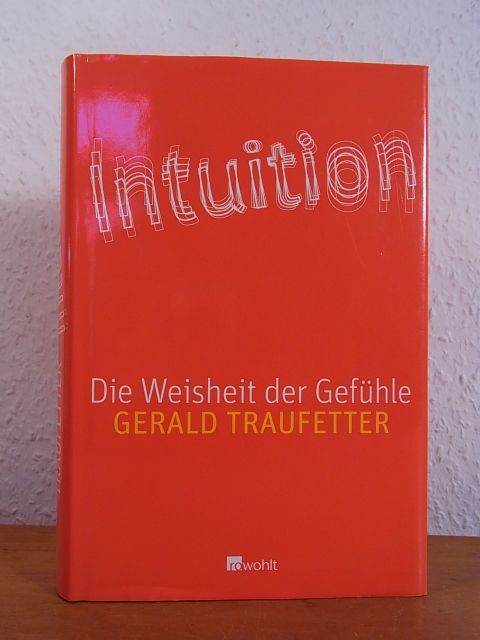 Intuition
Die Weisheit der Gefühle
GERALD TRAUFETTER
rowohlt